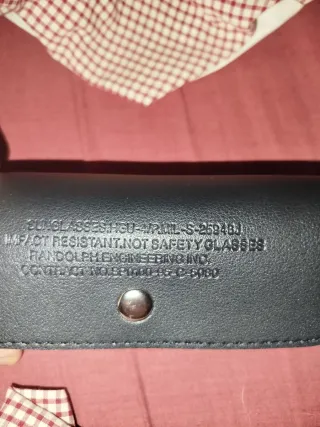 SUNGLASSES:HGU-4/P.MIL-S-25948J
IMPACT RESISTANT.NOT SAFETY GLASSES
RANDOLPH ENGINEERING INC.
CONTRACT NO.